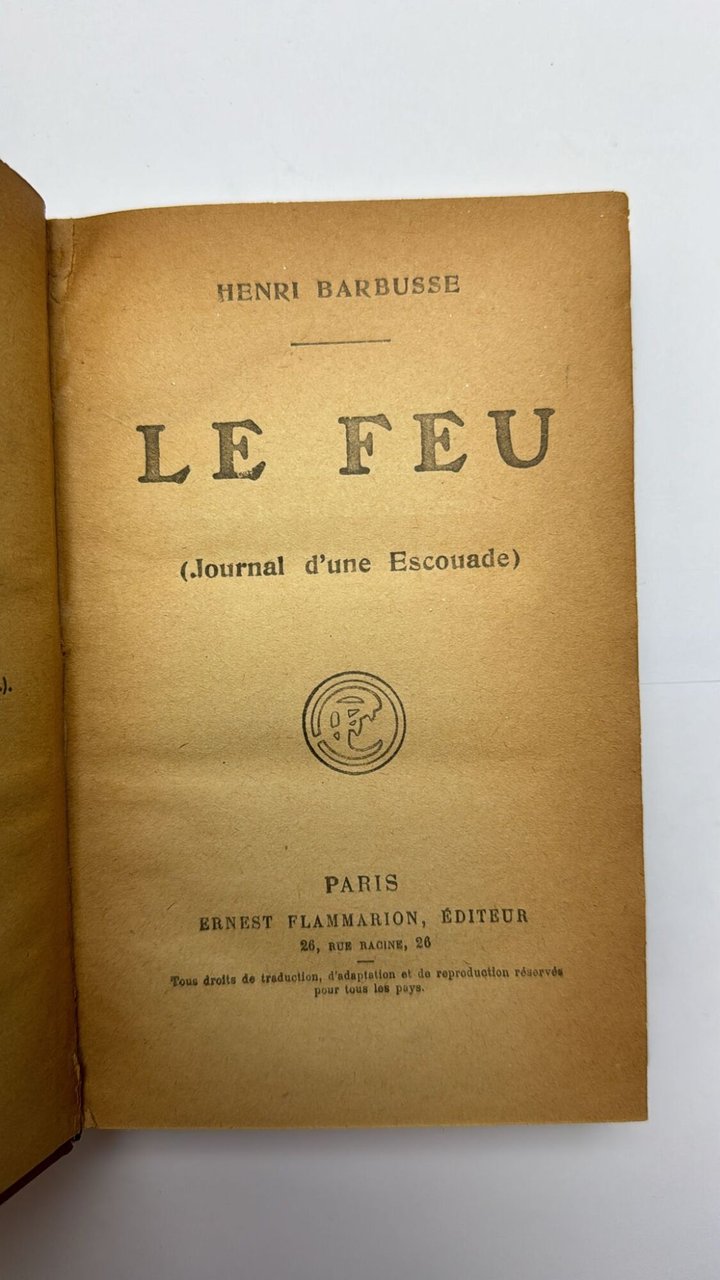 HENRI BARBUSSE
LE FEU
(Journal d'une Escouade)
PARIS
ERNEST FLAMMARION, ÉDITEUR
26, RUE RACINE, 26
Tous droits de traduction, d'adaptation et de reproduction réservés
pour tous les pays.